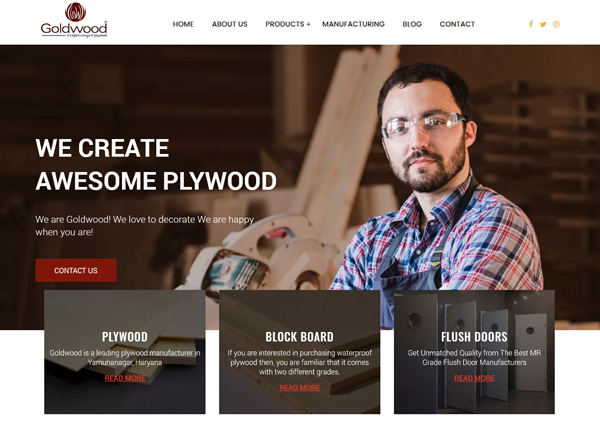 Goldwood
HOME ABOUT US PRODUCTS + MANUFACTURING BLOG CONTACT
WE CREATE
AWESOME PLYWOOD
We are Goldwood! We love to decorate We are happy
when you are!
CONTACT US
PLYWOOD
Goldwood is a leading plywood manufacturer in
Yamunanagar, Haryana
READ MORE
BLOCK BOARD
If you are interested in purchasing waterproof
plywood then, you are familiar that it comes
with two different grades.
READ MORE
FLUSH DOORS
Get Unmatched Quality from The Best MR
Grade Flush Door Manufacturers
READ MORE